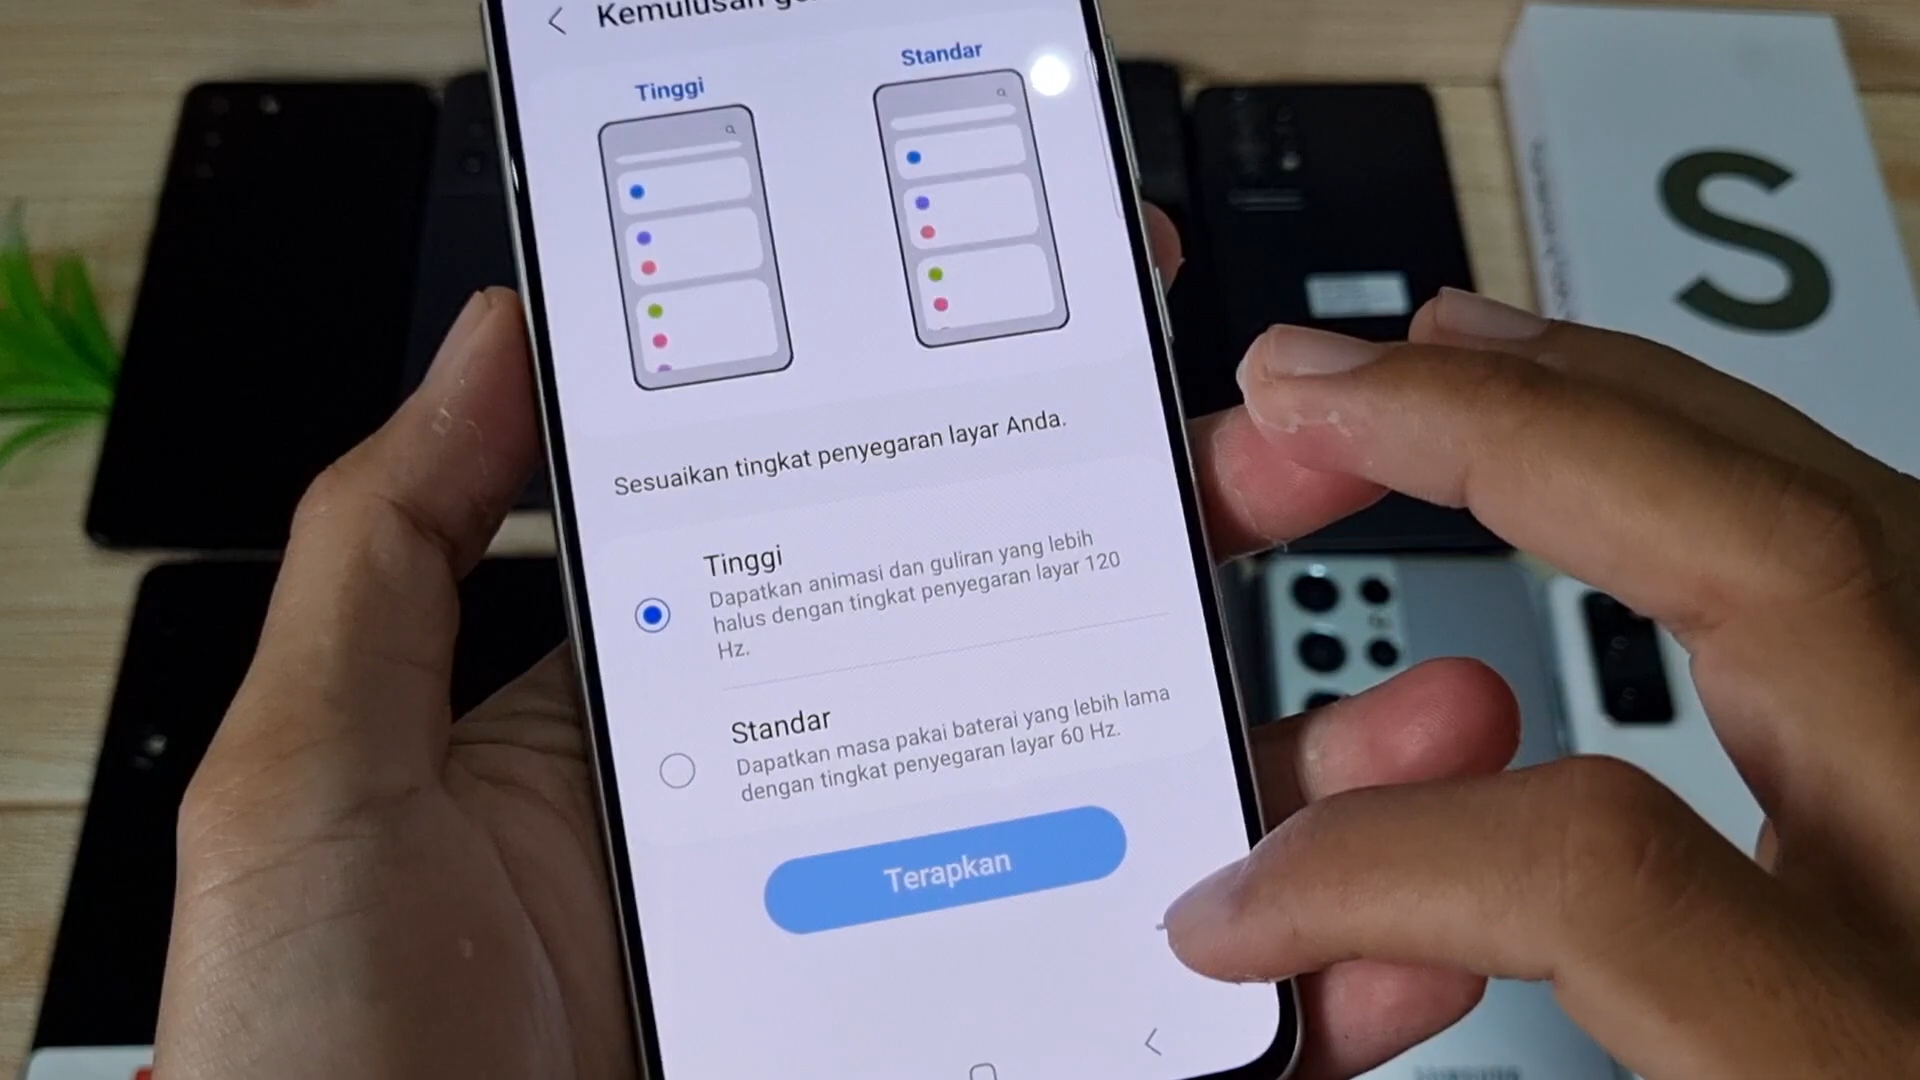 Kemulusan
Tinggi
Standar
Sesuaikan tingkat penyegaran layar Anda.
Tinggi
Dapatkan animasi dan guliran yang lebih
halus dengan tingkat penyegaran layar 120
Hz.
Standar
Dapatkan masa pakai baterai yang lebih lama
dengan tingkat penyegaran layar 60 Hz.
Terapkan
S
SAMSUNG